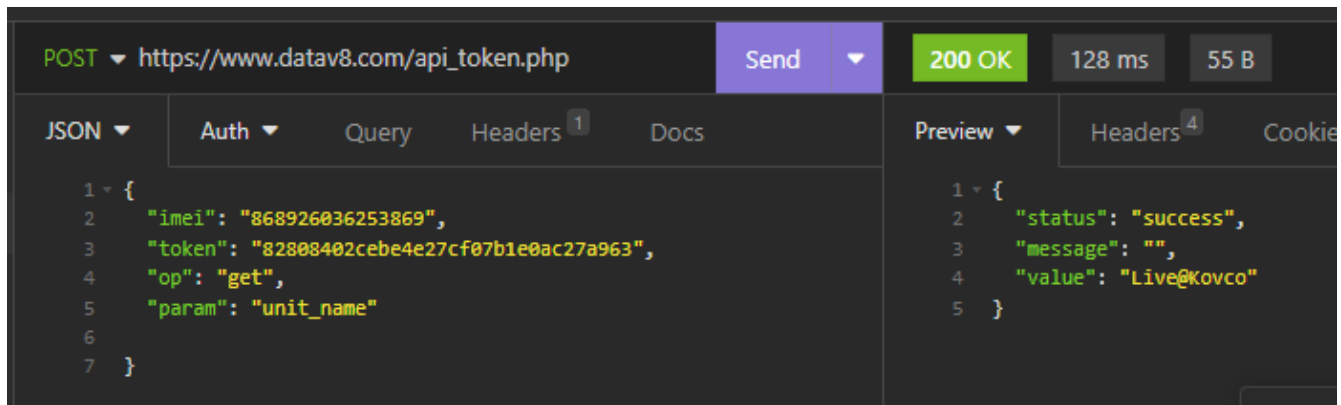 POST https://www.datav8.com/api_token.php Send 200 OK 128 ms 55 B
JSON Auth Query Headers 1 Docs Preview Headers 4 Cookie
1 {
2 "imei": "868926036253869",
3 "token": "82808402cebe4e27cf07b1e0ac27a963",
4 "op": "get",
5 "param": "unit_name"
6
7 }
1 {
2 "status": "success",
3 "message": "",
4 "value": "Live@Kovco"
5 }